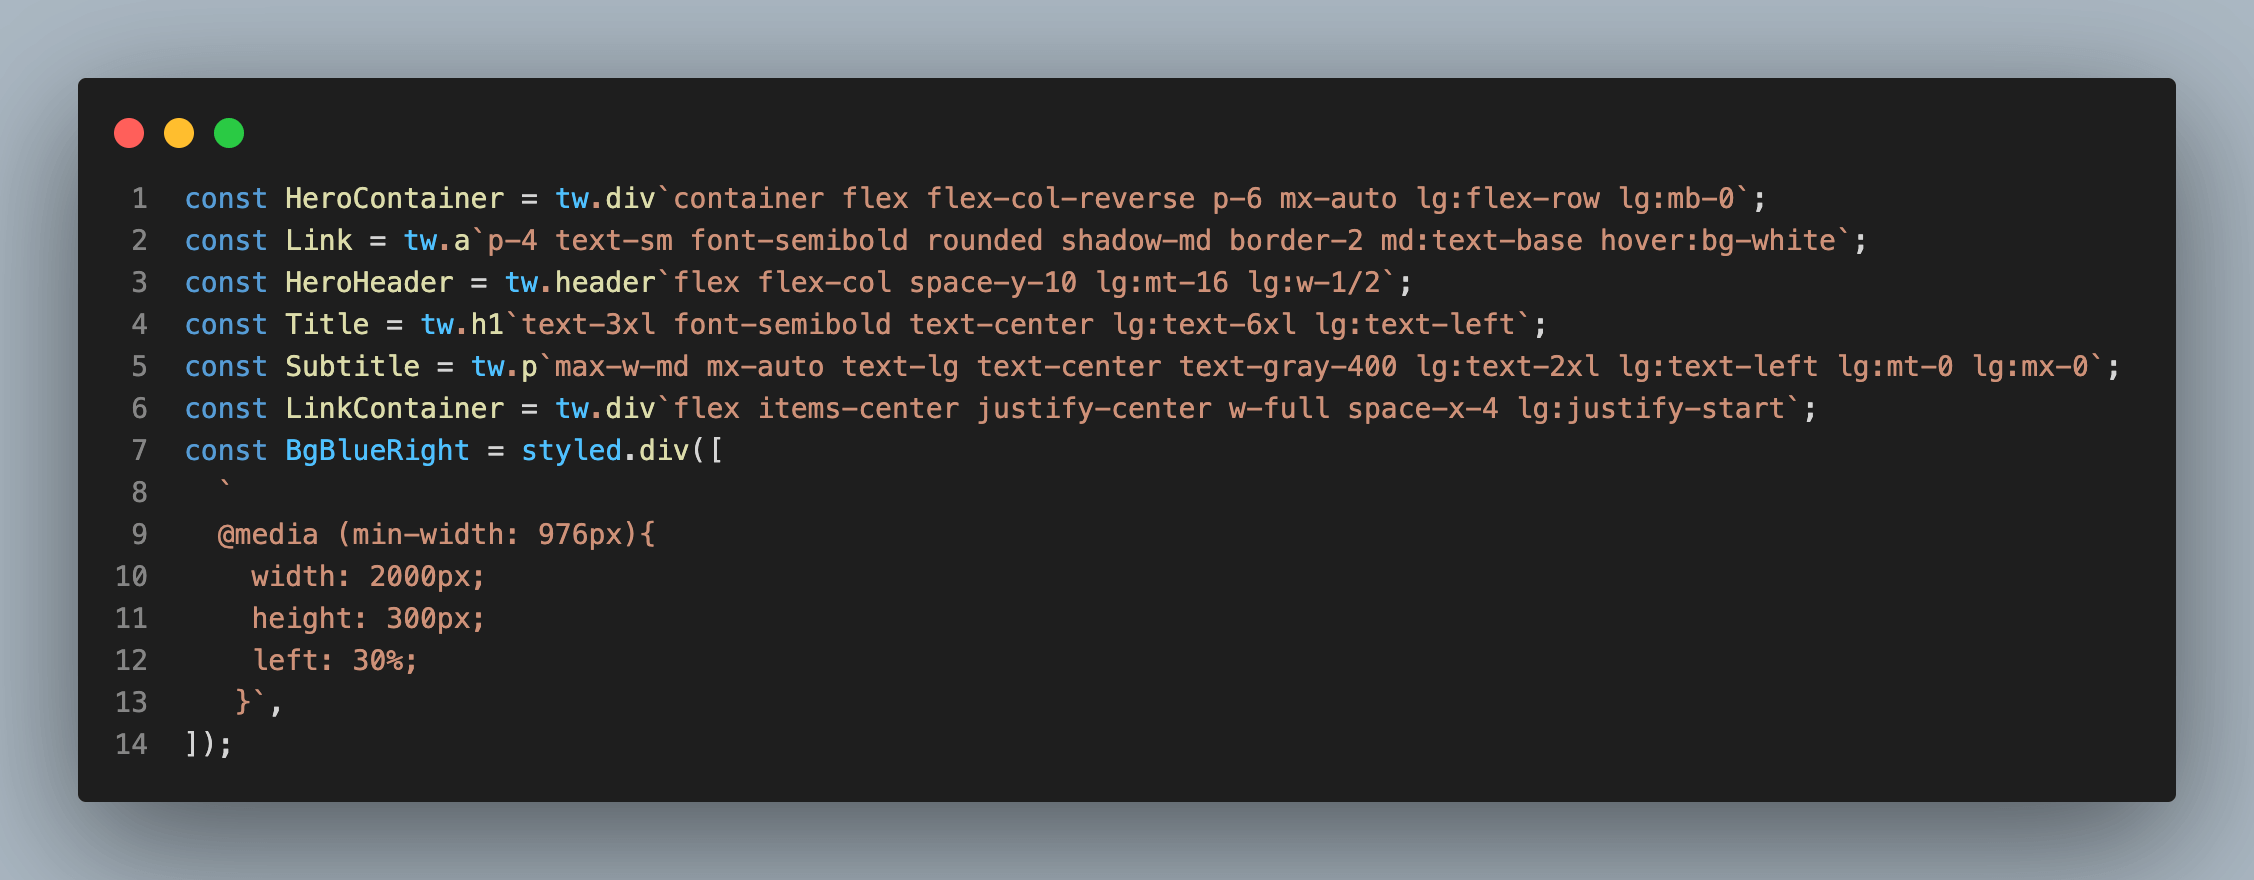 1 const HeroContainer = tw.div`container flex flex-col-reverse p-6 mx-auto lg:flex-row lg:mb-0`;
2 const Link = tw.a`p-4 text-sm font-semibold rounded shadow-md border-2 md:text-base hover:bg-white`;
3 const HeroHeader = tw.header`flex flex-col space-y-10 lg:mt-16 lg:w-1/2`;
4 const Title = tw.h1`text-3xl font-semibold text-center lg:text-6xl lg:text-left`;
5 const Subtitle = tw.p`max-w-md mx-auto text-lg text-center text-gray-400 lg:text-2xl lg:text-left lg:mt-0 lg:mx-0`;
6 const LinkContainer = tw.div`flex items-center justify-center w-full space-x-4 lg:justify-start`;
7 const BgBlueRight = styled.div([
8   `
9   @media (min-width: 976px){
10     width: 2000px;
11     height: 300px;
12     left: 30%;
13    }`,
14 ]);